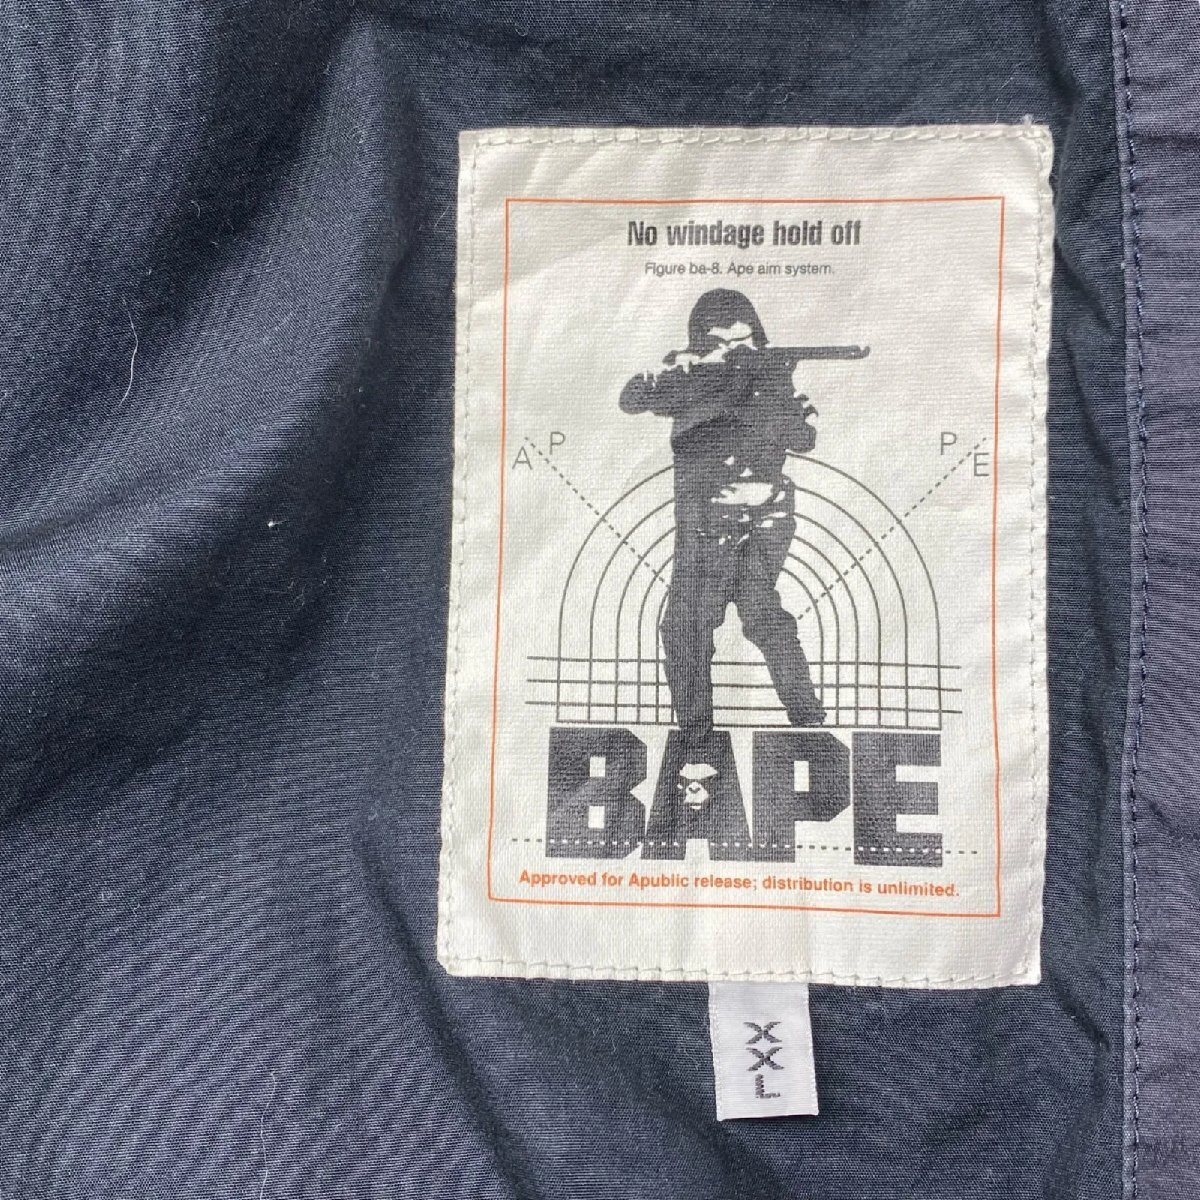 No windage hold off
Figure ba-8. Ape aim system.
A P P E
BAPE
Approved for Apublic release; distribution is unlimited.
XXL